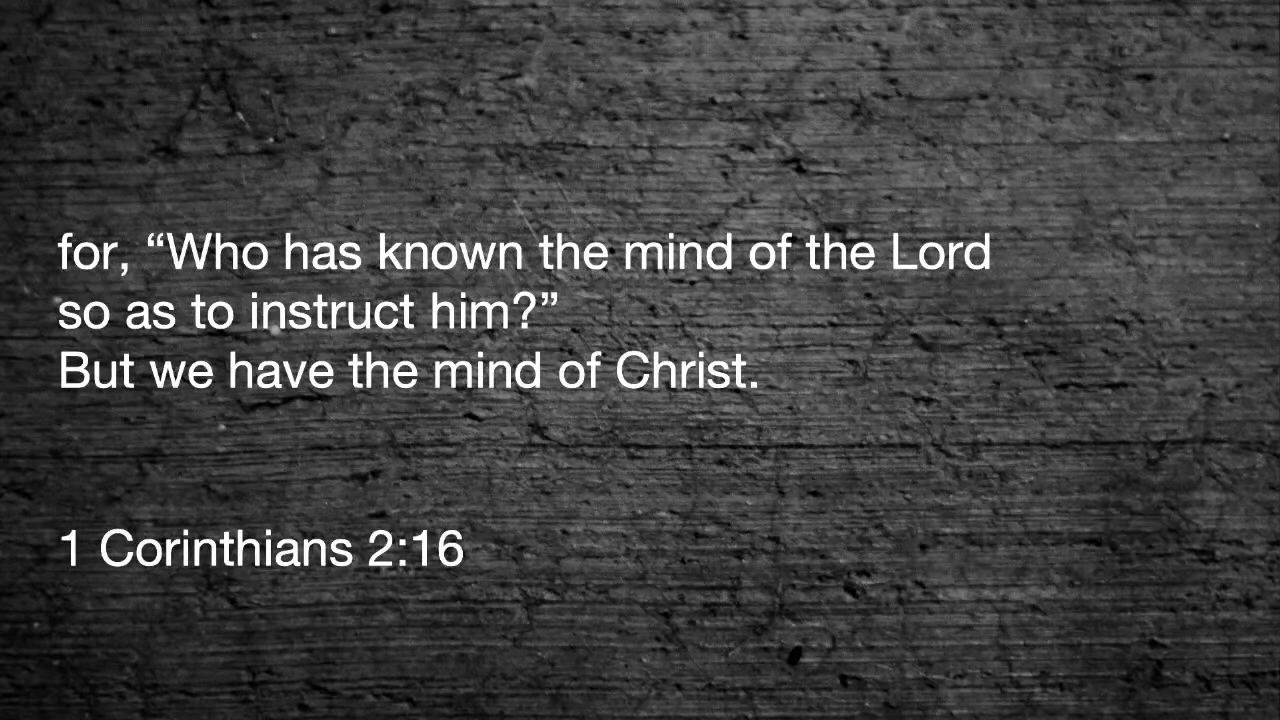 for, “Who has known the mind of the Lord
so as to instruct him?”
But we have the mind of Christ.
1 Corinthians 2:16